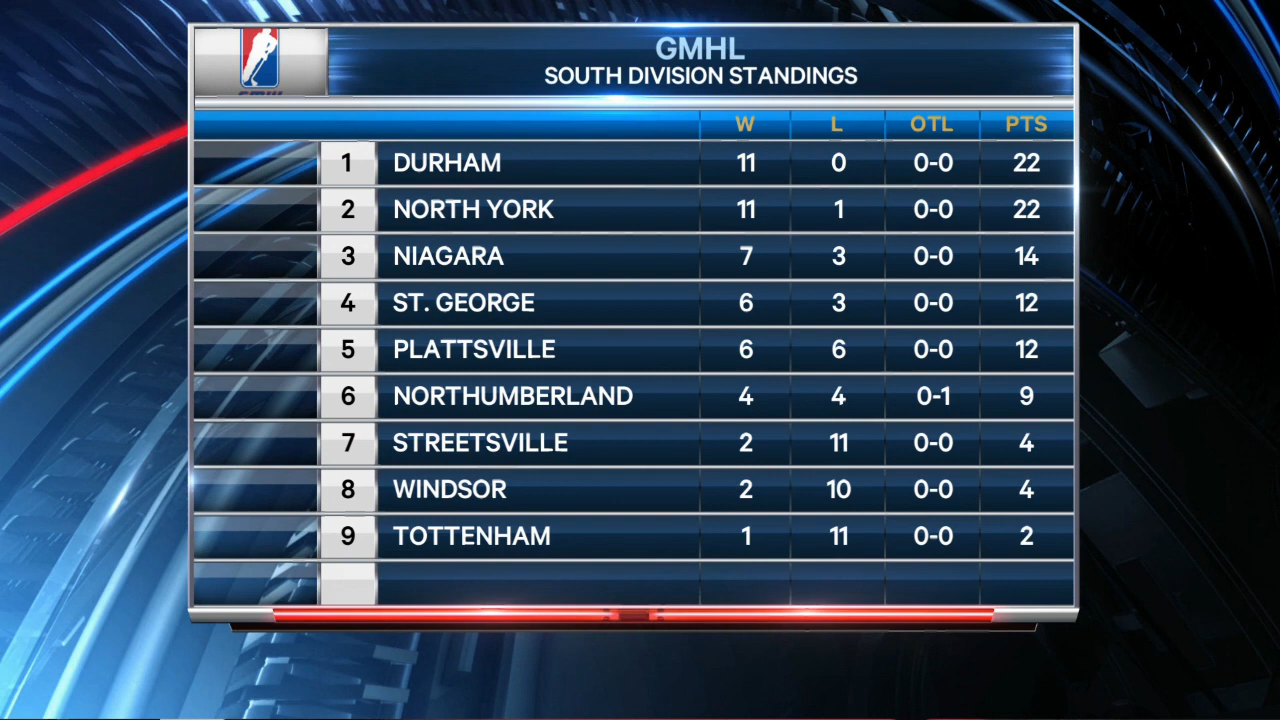 GMHL
SOUTH DIVISION STANDINGS
W L OTL PTS
1 DURHAM 11 0 0-0 22
2 NORTH YORK 11 1 0-0 22
3 NIAGARA 7 3 0-0 14
4 ST. GEORGE 6 3 0-0 12
5 PLATTSVILLE 6 6 0-0 12
6 NORTHUMBERLAND 4 4 0-1 9
7 STREETSVILLE 2 11 0-0 4
8 WINDSOR 2 10 0-0 4
9 TOTTENHAM 1 11 0-0 2